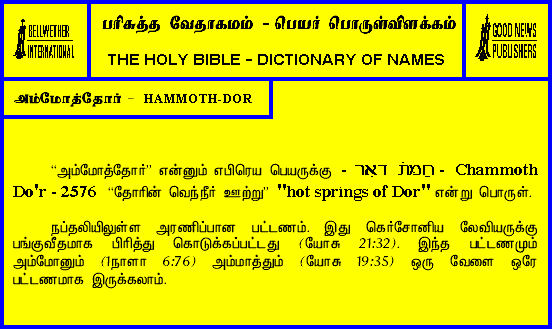 BELLWETHER
INTERNATIONAL
பரிசுத்த வேதாகமம் - பெயர் பொருள்விளக்கம்
THE HOLY BIBLE - DICTIONARY OF NAMES
GOOD NEWS
PUBLISHERS
அம்மோத்தோர் - HAMMOTH-DOR
“அம்மோத்தோர்” என்னும் எபிரெய பெயருக்கு - חַמֹּת דֹּאר - Chammoth
Do'r - 2576 “தோரின் வெந்நீர் ஊற்று” "hot springs of Dor" என்று பொருள்.
நப்தலியிலுள்ள அரணிப்பான பட்டணம். இது கெர்சோனிய லேவியருக்கு
பங்குவீதமாக பிரித்து கொடுக்கப்பட்டது (யோசு 21:32). இந்த பட்டணமும்
அம்மோனும் (1நாளா 6:76) அம்மாத்தும் (யோசு 19:35) ஒரு வேளை ஒரே
பட்டணமாக இருக்கலாம்.